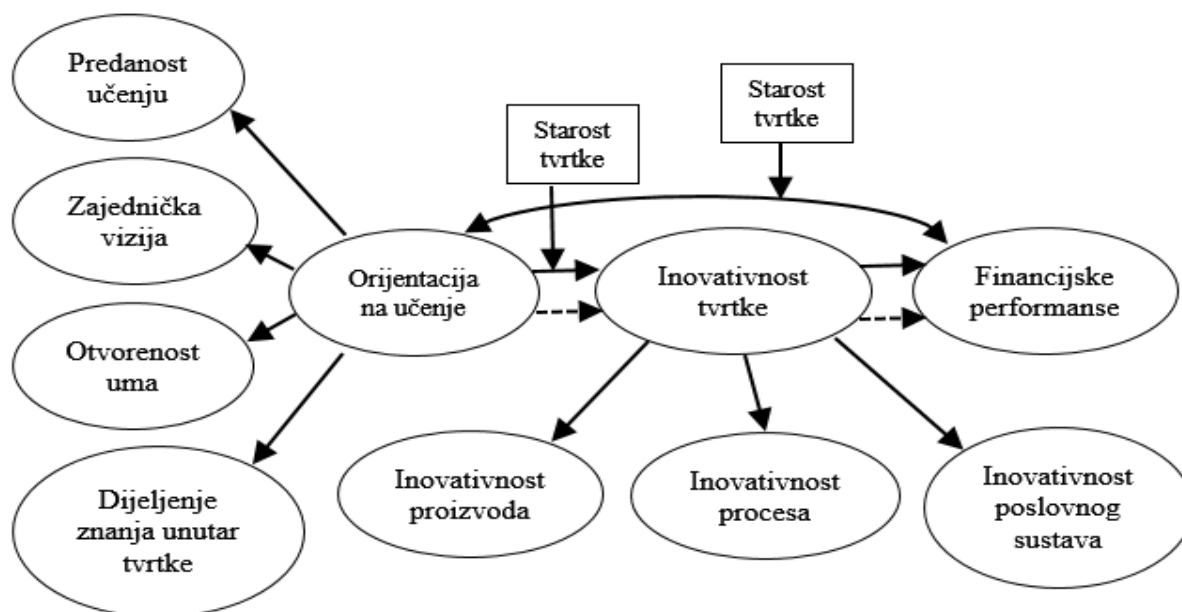 Predanost
učenju
Starost
tvrtke
Starost
tvrtke
Zajednička
vizija
Orijentacija
na učenje
Inovativnost
tvrtke
Financijske
performanse
Otvorenost
uma
Dijeljenje
znanja unutar
tvrtke
Inovativnost
proizvoda
Inovativnost
procesa
Inovativnost
poslovnog
sustava